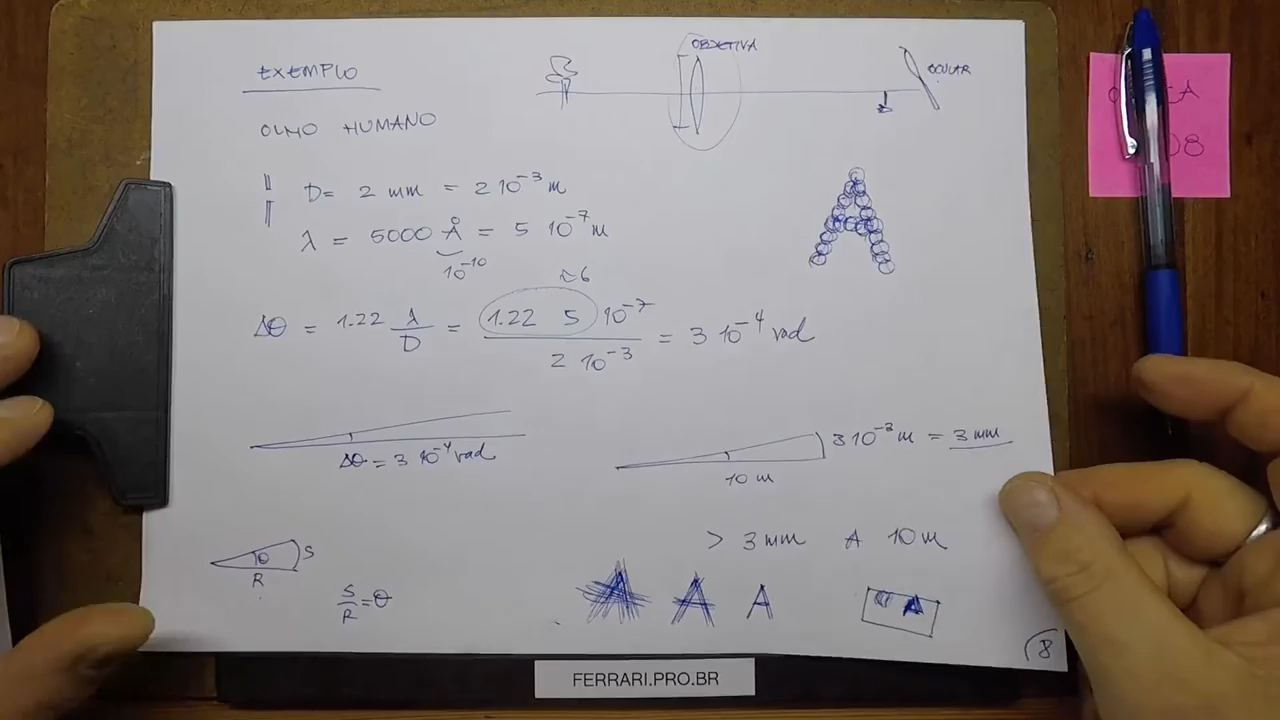 EXEMPLO
OBJETIVA
OCULAR
OLHO HUMANO
D = 2 mm = 2 10⁻³ m
λ = 5000 Å = 5 10⁻⁷ m
10⁻¹⁰
≈6
Δθ = 1.22 λ/D = 1.22 5 10⁻⁷ / 2 10⁻³ = 3 10⁻⁴ rad
Δθ = 3 10⁻⁴ rad
3 10⁻³ m = 3 mm
10 m
> 3 mm A 10 m
θ
S
R
S/R = θ
A A A
A
8
08
FERRARI.PRO.BR